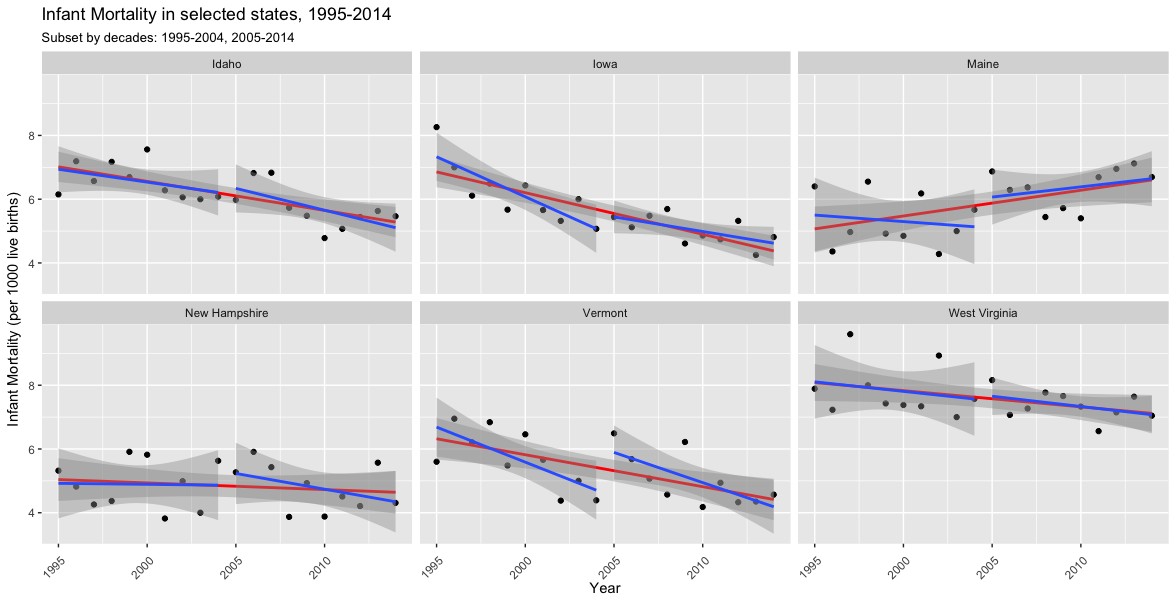 Infant Mortality in selected states, 1995-2014
Subset by decades: 1995-2004, 2005-2014
Idaho
Iowa
Maine
8
6
4
New Hampshire
Vermont
West Virginia
8
6
4
Infant Mortality (per 1000 live births)
1995
2000
2005
2010
1995
2000
2005
2010
1995
2000
2005
2010
Year